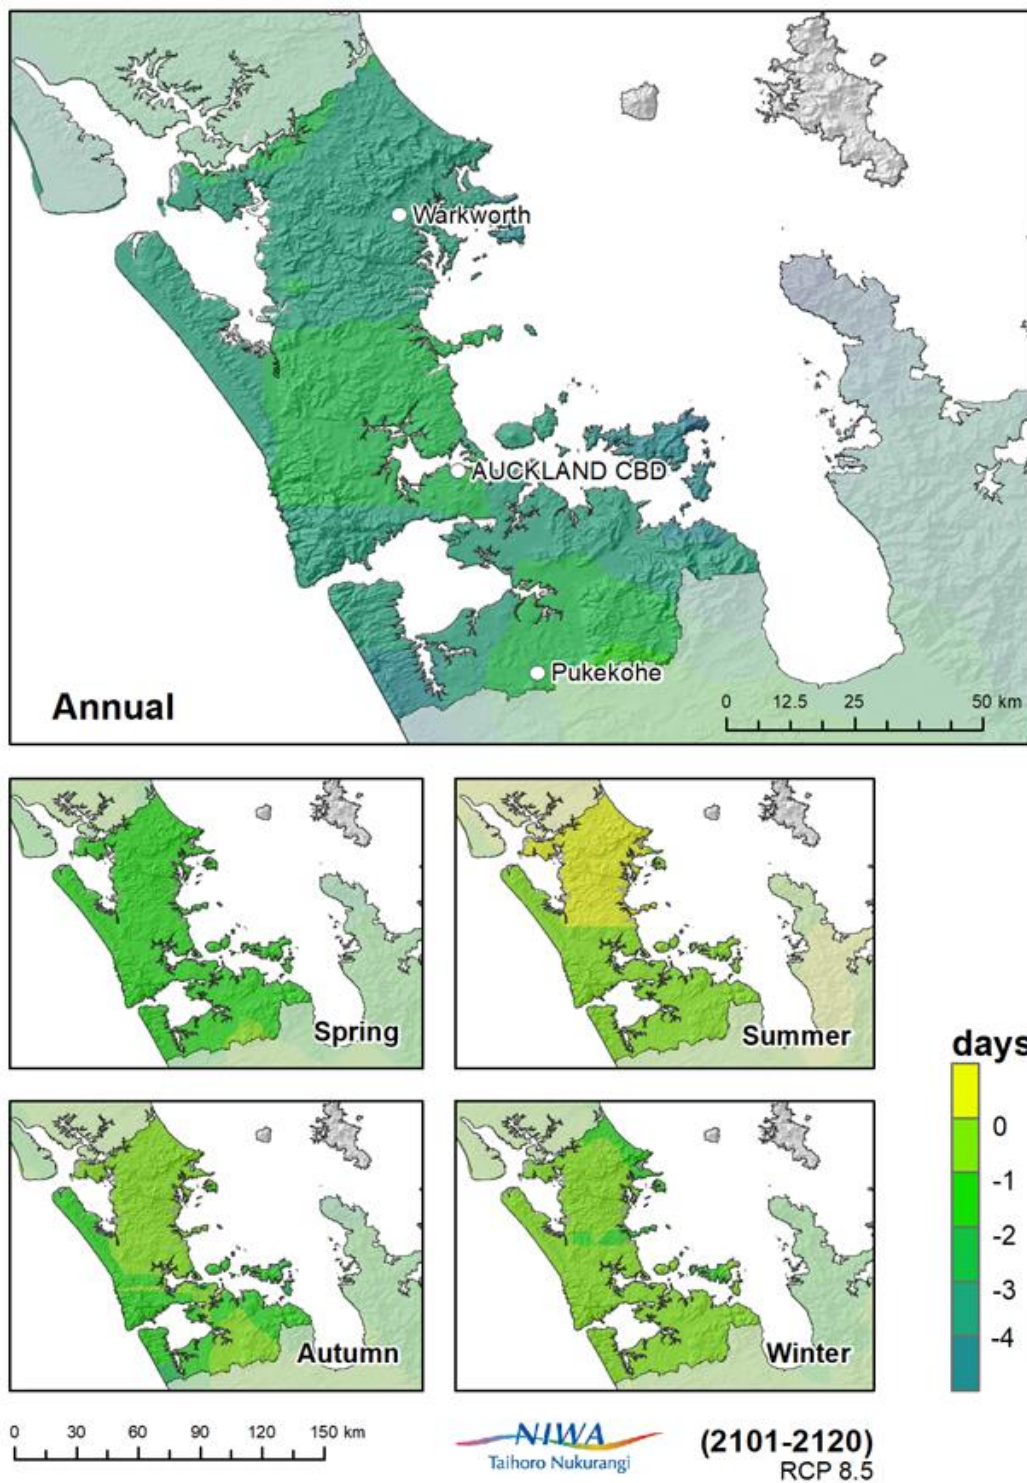 Warkworth
AUCKLAND CBD
Pukekohe
Annual
0 12.5 25 50 km
Spring
Summer
days
0
-1
-2
-3
-4
Autumn
Winter
0 30 60 90 120 150 km
NIWA
Taihoro Nukurangi
(2101-2120)
RCP 8.5